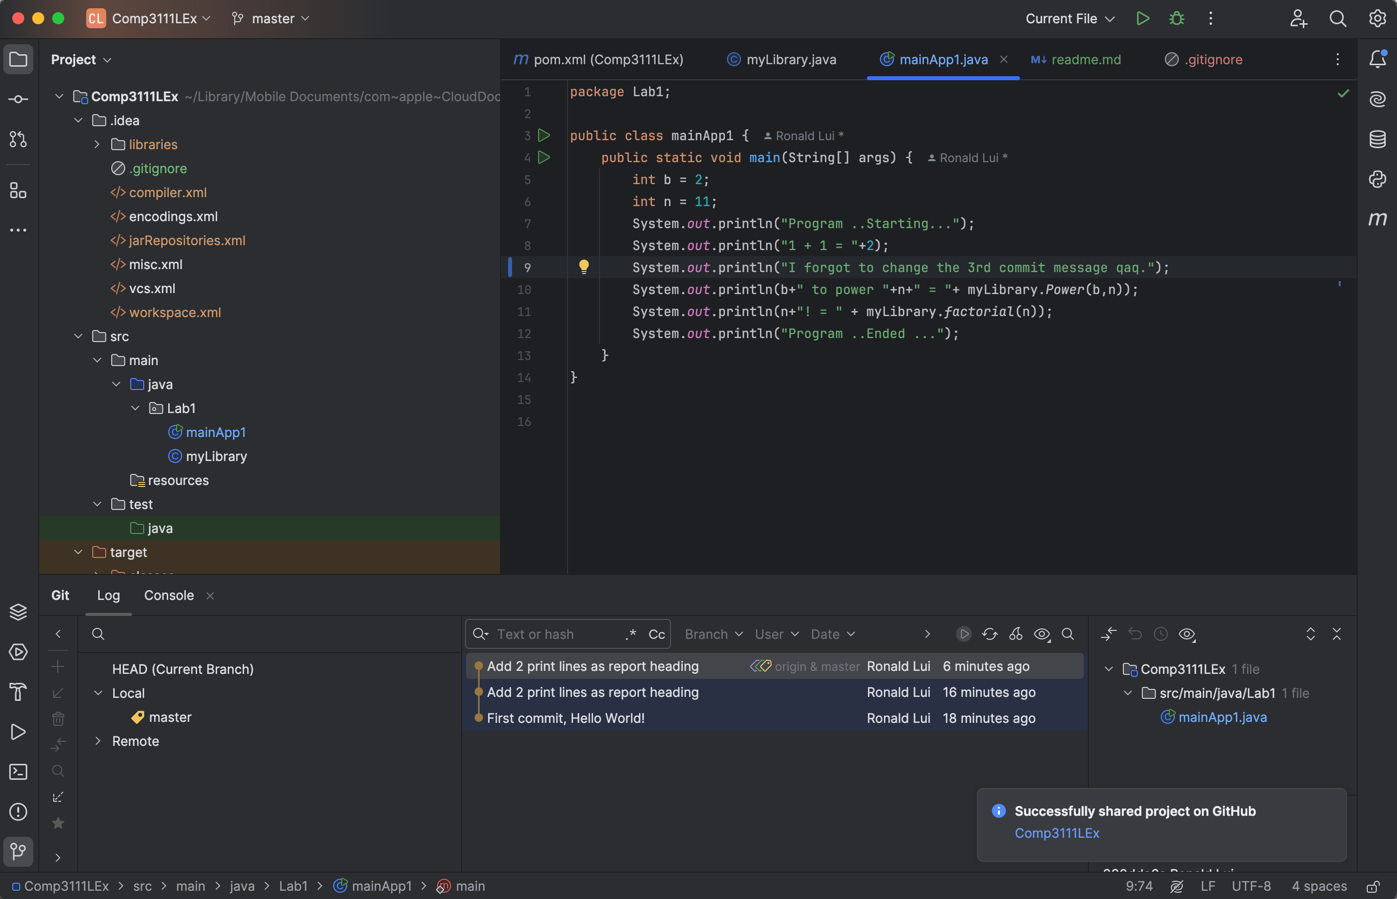 CL Comp3111LEx master Current File
Project
pom.xml (Comp3111LEx) myLibrary.java mainApp1.java readme.md .gitignore
Comp3111LEx ~/Library/Mobile Documents/com~apple~CloudDoc
.idea
libraries
.gitignore
compiler.xml
encodings.xml
jarRepositories.xml
misc.xml
vcs.xml
workspace.xml
src
main
java
Lab1
mainApp1
myLibrary
resources
test
java
target
1 package Lab1;
2
3 public class mainApp1 { Ronald Lui *
4 public static void main(String[] args) { Ronald Lui *
5 int b = 2;
6 int n = 11;
7 System.out.println("Program ..Starting...");
8 System.out.println("1 + 1 = "+2);
9 System.out.println("I forgot to change the 3rd commit message qaq.");
10 System.out.println(b+" to power "+n+" = "+ myLibrary.Power(b,n));
11 System.out.println(n+"! = " + myLibrary.factorial(n));
12 System.out.println("Program ..Ended ...");
13 }
14 }
15
16
Git Log Console
Text or hash .* Cc Branch User Date
HEAD (Current Branch)
Local
master
Remote
Add 2 print lines as report heading origin & master Ronald Lui 6 minutes ago
Add 2 print lines as report heading Ronald Lui 16 minutes ago
First commit, Hello World! Ronald Lui 18 minutes ago
Comp3111LEx 1 file
src/main/java/Lab1 1 file
mainApp1.java
Successfully shared project on GitHub
Comp3111LEx
Comp3111LEx > src > main > java > Lab1 > mainApp1 > main 9:74 LF UTF-8 4 spaces